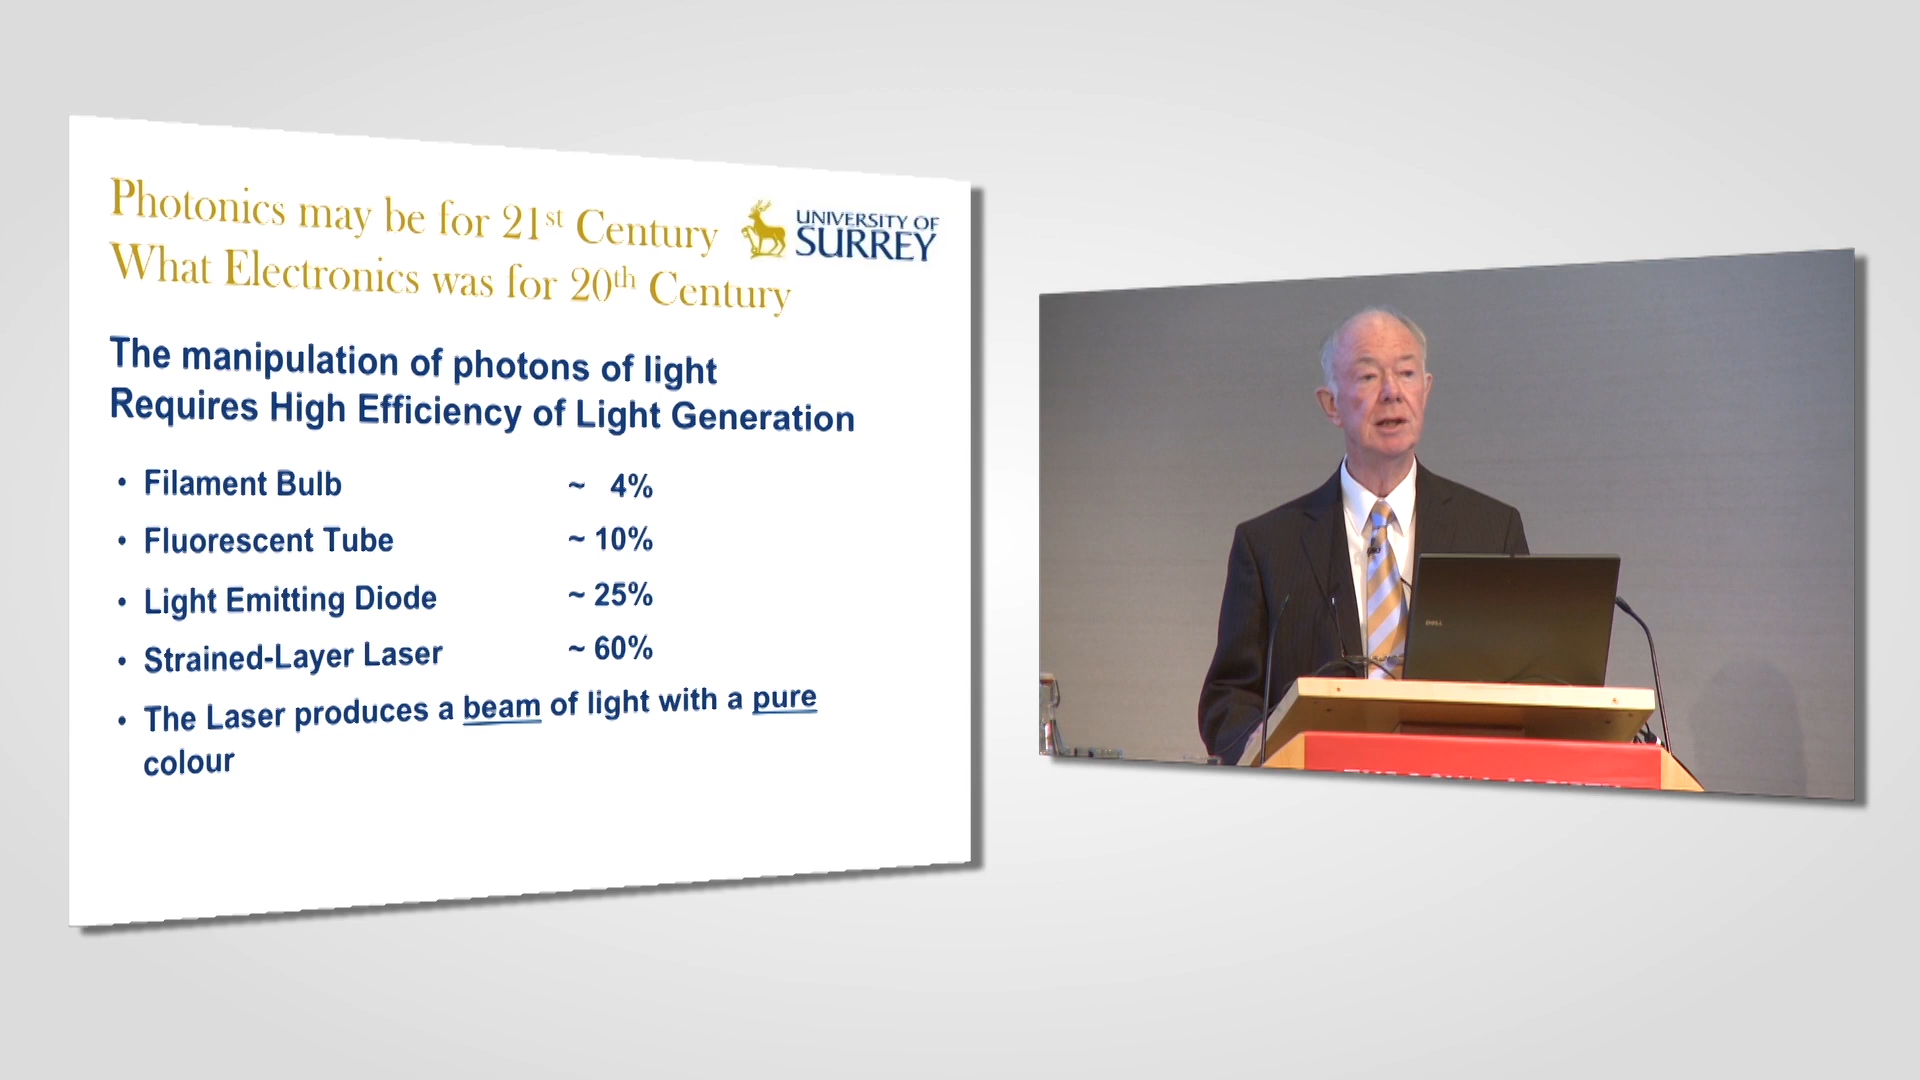 Photonics may be for 21st Century
What Electronics was for 20th Century
UNIVERSITY OF
SURREY
The manipulation of photons of light
Requires High Efficiency of Light Generation
• Filament Bulb ~ 4%
• Fluorescent Tube ~ 10%
• Light Emitting Diode ~ 25%
• Strained-Layer Laser ~ 60%
• The Laser produces a beam of light with a pure
colour
DELL